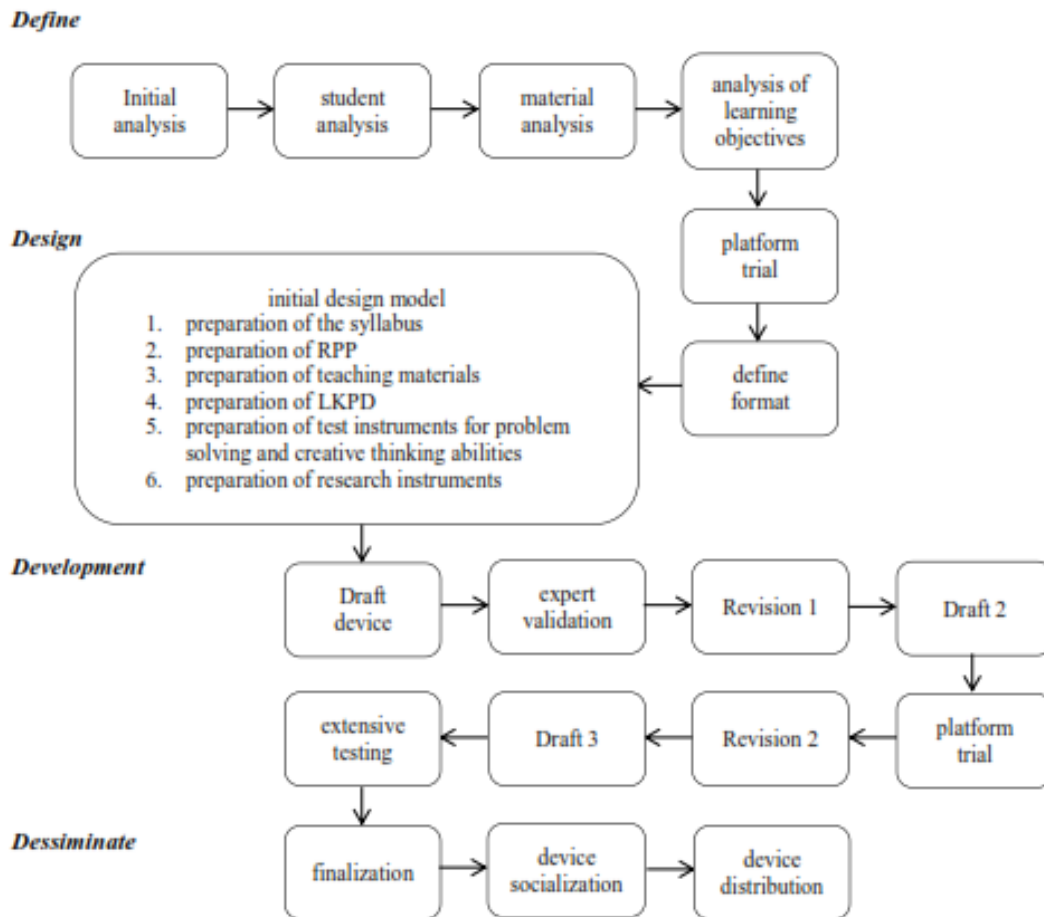 Define
Initial
analysis
student
analysis
material
analysis
analysis of
learning
objectives
Design
platform
trial
initial design model
1. preparation of the syllabus
2. preparation of RPP
3. preparation of teaching materials
4. preparation of LKPD
5. preparation of test instruments for problem
solving and creative thinking abilities
6. preparation of research instruments
define
format
Development
Draft
device
expert
validation
Revision 1
Draft 2
extensive
testing
Draft 3
Revision 2
platform
trial
Dessiminate
finalization
device
socialization
device
distribution